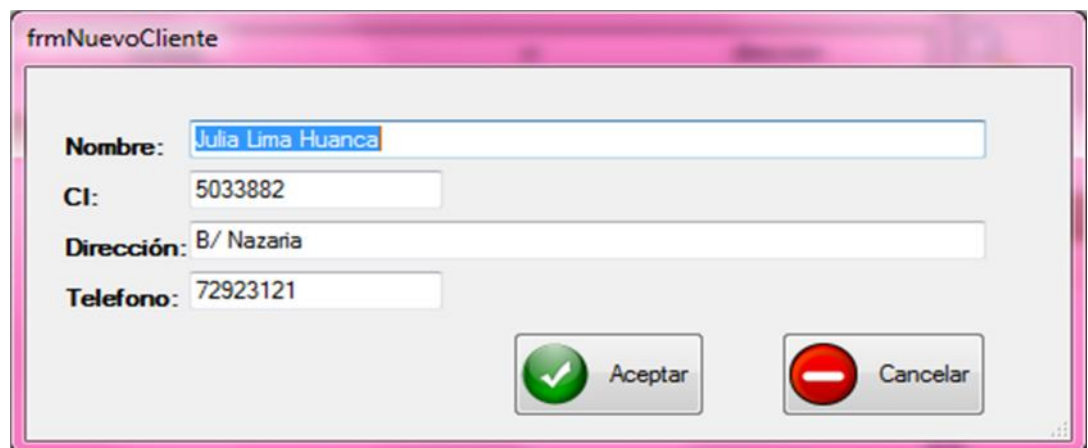 frmNuevoCliente
Nombre: Julia Lima Huanca
CI: 5033882
Dirección: B/ Nazaria
Telefono: 72923121
Aceptar Cancelar